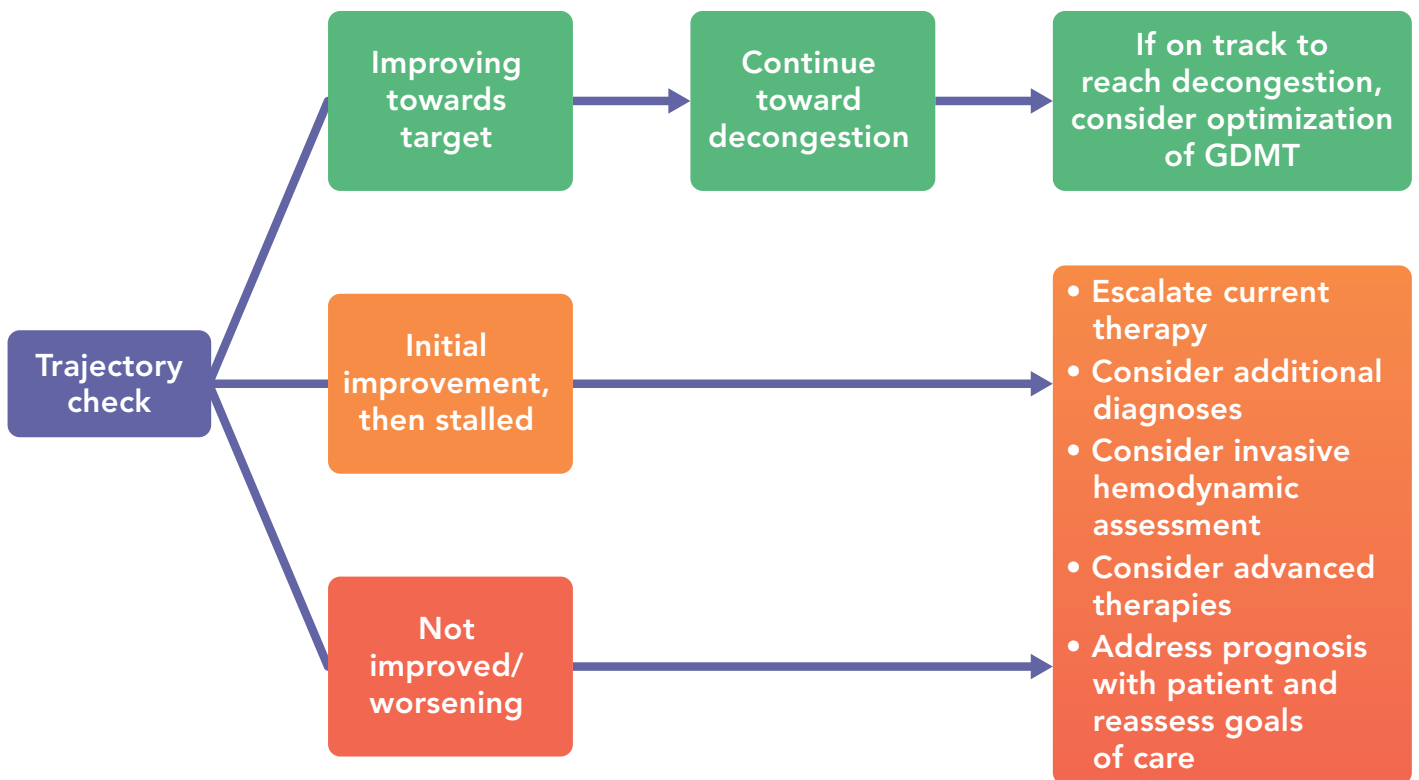 Trajectory
check
Improving
towards
target
Continue
toward
decongestion
If on track to
reach decongestion,
consider optimization
of GDMT
Initial
improvement,
then stalled
Not
improved/
worsening
• Escalate current
therapy
• Consider additional
diagnoses
• Consider invasive
hemodynamic
assessment
• Consider advanced
therapies
• Address prognosis
with patient and
reassess goals
of care